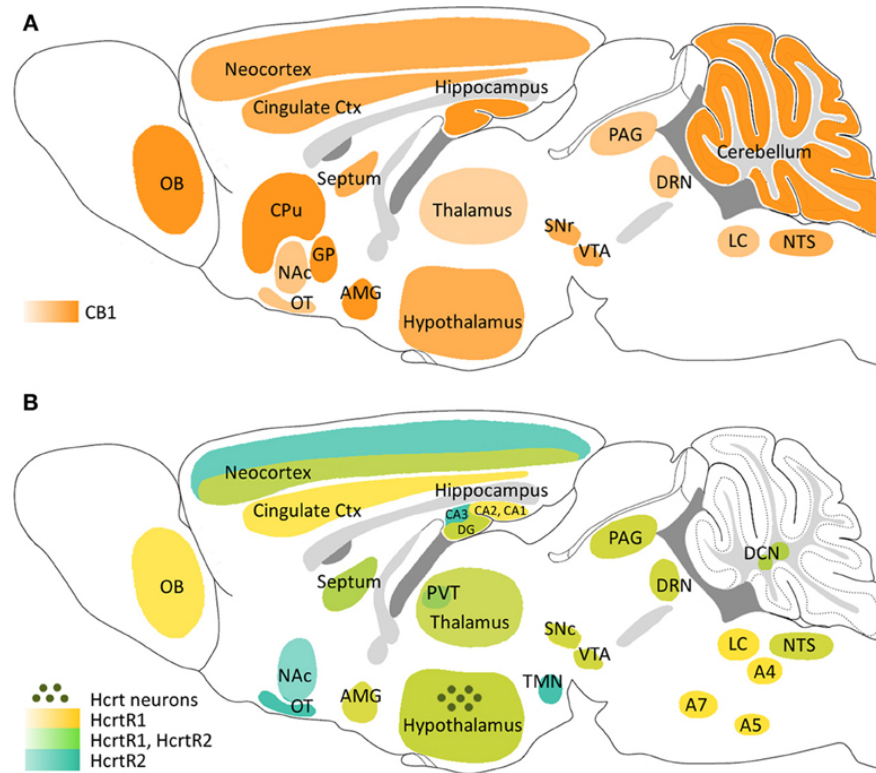 A
Neocortex
Hippocampus
Cingulate Ctx
PAG
Cerebellum
OB
Septum
DRN
CPu
Thalamus
SNr
LC
NTS
GP
VTA
NAc
AMG
OT
CB1
Hypothalamus
B
Neocortex
Hippocampus
Cingulate Ctx
CA3
CA2, CA1
DG
PAG
DCN
OB
Septum
PVT
DRN
Thalamus
SNc
LC
NTS
VTA
A4
NAc
AMG
TMN
Hcrt neurons
OT
A7
HcrtR1
Hypothalamus
A5
HcrtR1, HcrtR2
HcrtR2